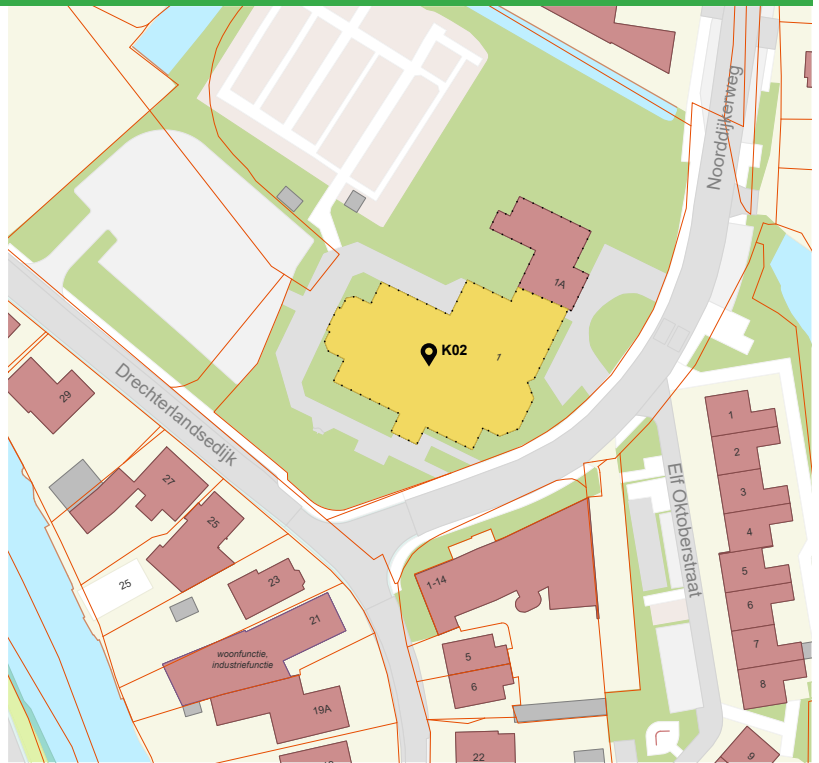 Noorddijkerweg
1A
K02
1
Drechterlandsedijk
29
27
25
25
23
21
woonfunctie,
industriefunctie
19A
1-14
5
6
22
Elf Oktoberstraat
1
2
3
4
5
6
7
8
9